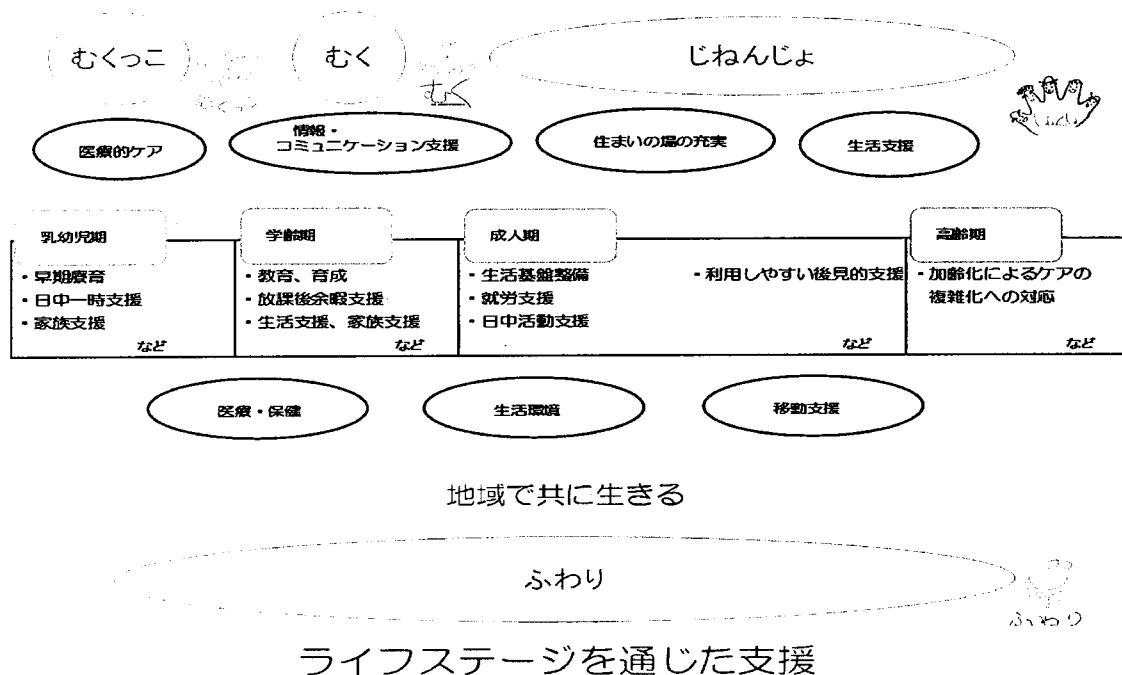 むくっこ
むく
じねんじょ
むくっこ
むく
医療的ケア
情報・
コミュニケーション支援
住まいの場の充実
生活支援
乳幼児期
学齢期
成人期
高齢期
・早期療育
・日中一時支援
・家族支援
など
・教育、育成
・放課後余暇支援
・生活支援、家族支援
など
・生活基盤整備
・就労支援
・日中活動支援
・利用しやすい後見的支援
など
・加齢化によるケアの
複雑化への対応
など
医療・保健
生活環境
移動支援
地域で共に生きる
ふわり
ふわり
ライフステージを通じた支援